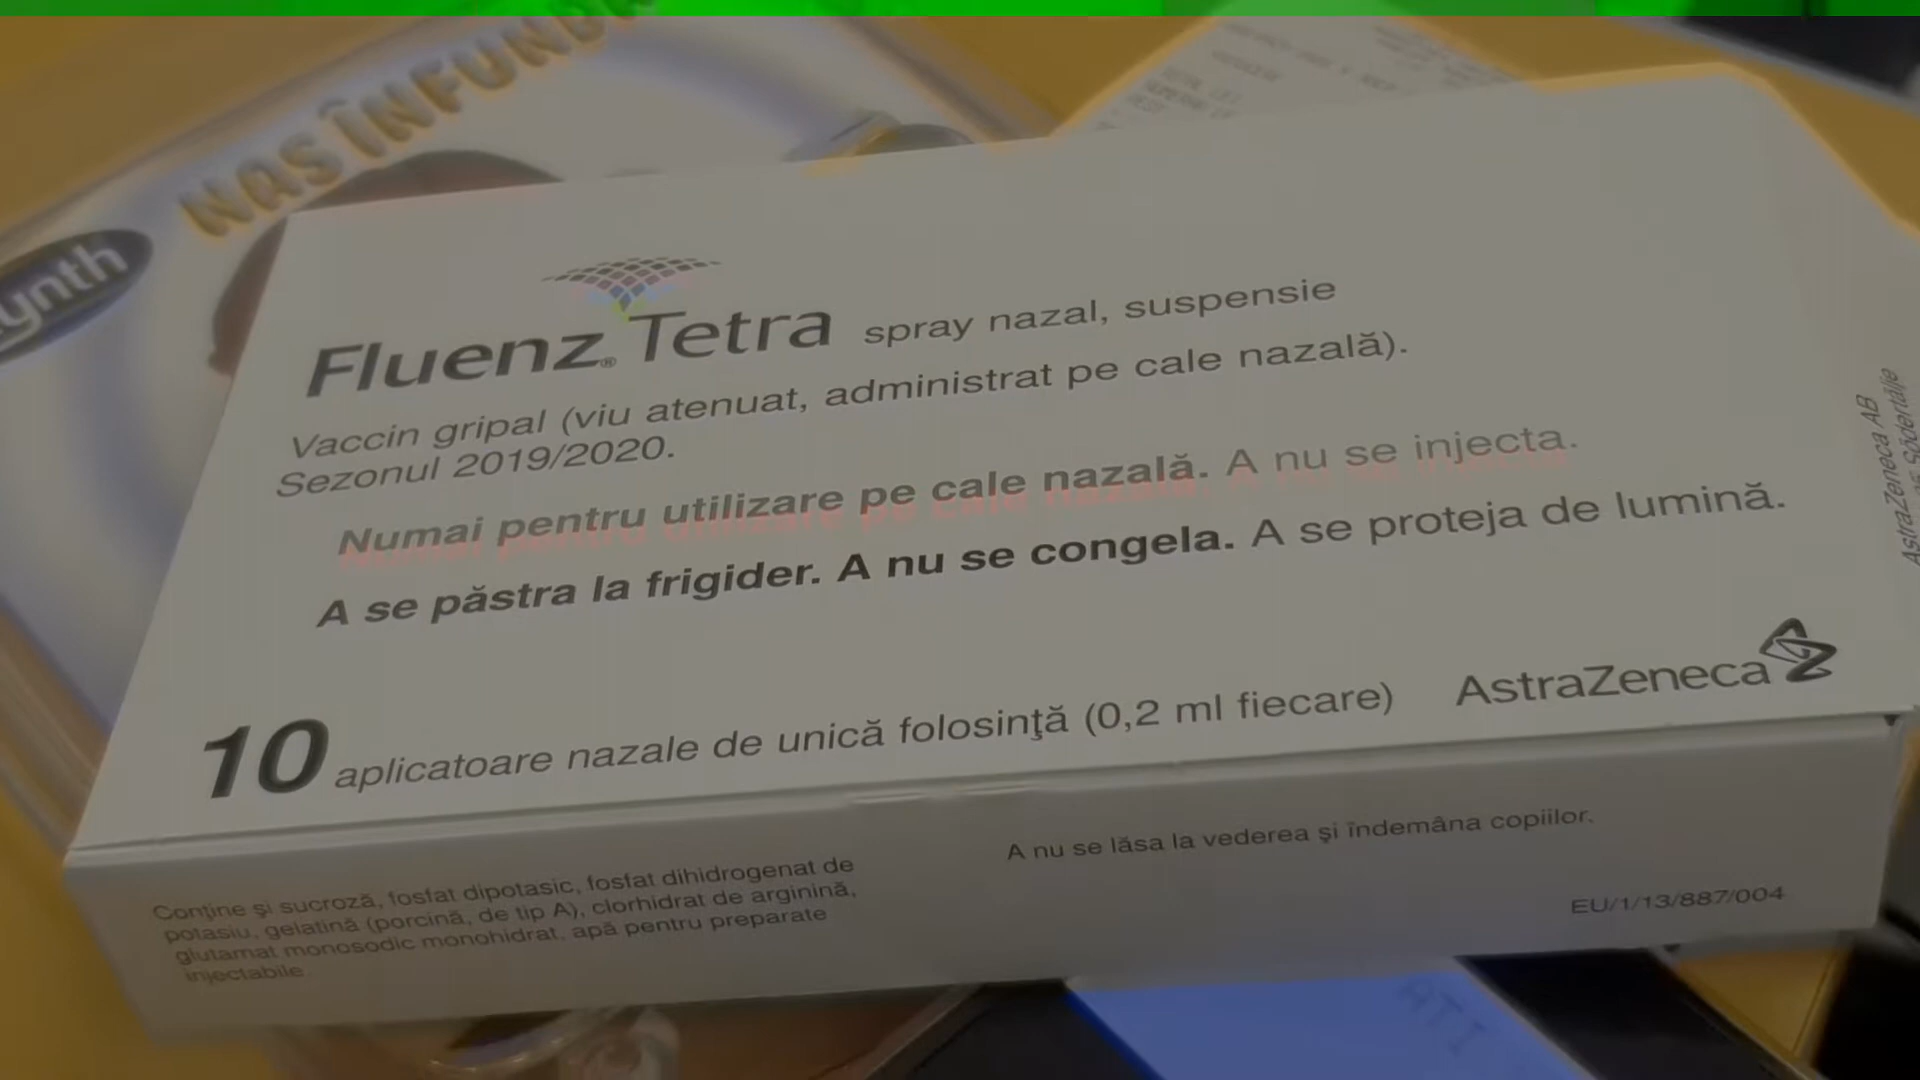 NAS ÎNFUNDA
ynth
Fluenz® Tetra spray nazal, suspensie
Vaccin gripal (viu atenuat, administrat pe cale nazală).
Sezonul 2019/2020.
Numai pentru utilizare pe cale nazală. A nu se injecta.
A se păstra la frigider. A nu se congela. A se proteja de lumină.
10 aplicatoare nazale de unică folosinţă (0,2 ml fiecare)
AstraZeneca
AstraZeneca AB
Södertälje
Conţine şi sucroză, fosfat dipotasic, fosfat dihidrogenat de
potasiu, gelatină (porcină, de tip A), clorhidrat de arginină,
glutamat monosodic monohidrat, apă pentru preparate
injectabile
A nu se lăsa la vederea şi îndemâna copiilor.
EU/1/13/887/004